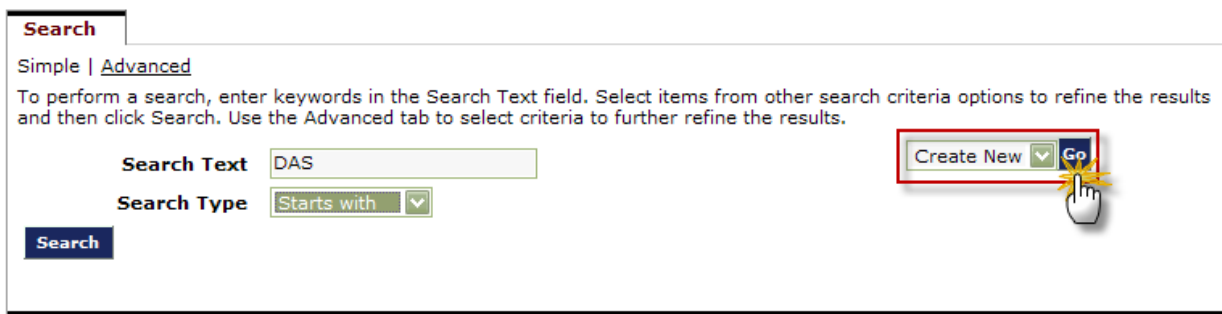 Search
Simple | Advanced
To perform a search, enter keywords in the Search Text field. Select items from other search criteria options to refine the results
and then click Search. Use the Advanced tab to select criteria to further refine the results.
Search Text DAS
Create New Go
Search Type Starts with
Search